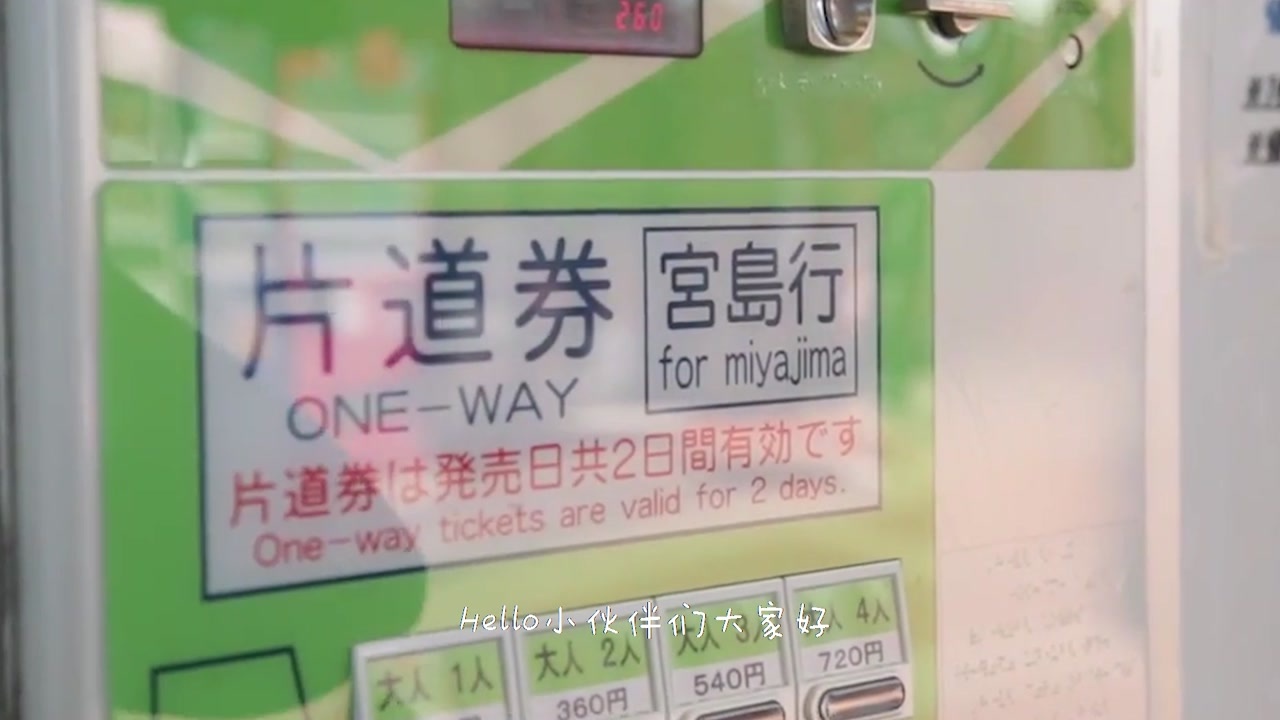 260
片道券
宮島行
for miyajima
ONE-WAY
片道券は発売日共2日間有効です
One-way tickets are valid for 2 days.
Hello小伙伴们大家好
大人 1人
大人 2人
大人 3人
人 4人
360円
540円
720円